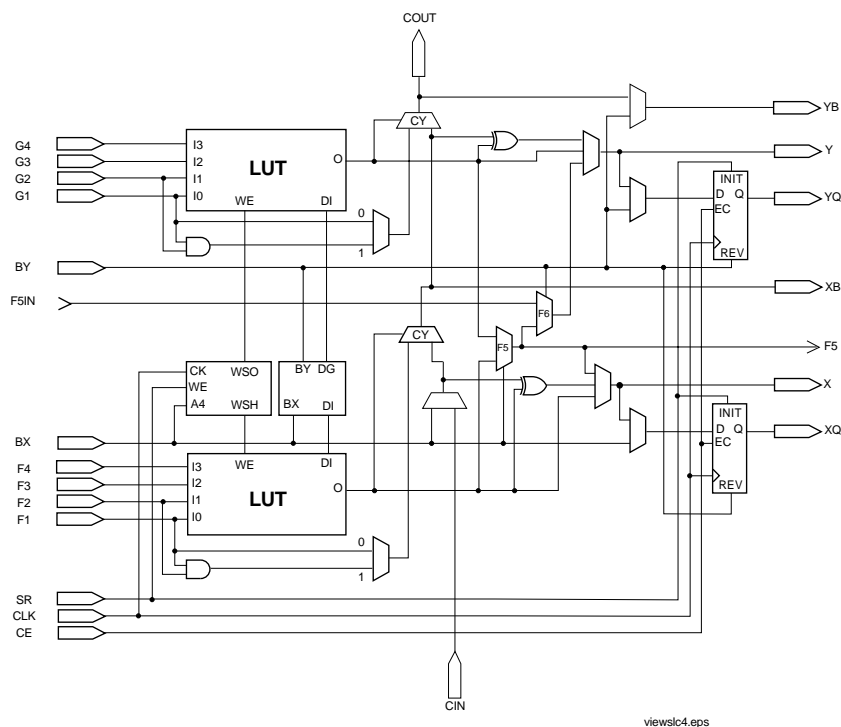 COUT
YB
G4
G3
G2
G1
I3
I2
I1
I0
LUT
O
WE
DI
CY
Y
INIT
D
Q
EC
REV
YQ
0
1
BY
XB
F5IN
F6
CY
F5
F5
CK
WE
A4
WSO
WSH
BY
DG
BX
DI
X
INIT
D
Q
EC
REV
XQ
BX
F4
F3
F2
F1
I3
I2
I1
I0
WE
DI
LUT
O
0
1
SR
CLK
CE
CIN
viewslc4.eps